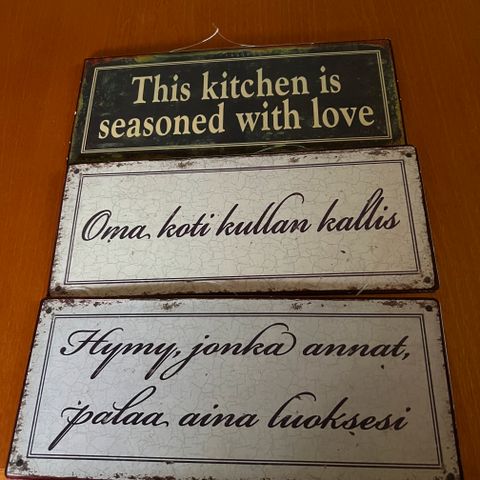 This kitchen is
seasoned with love
Oma koti kullan kallis
Hymy, jonka annat,
palaa aina luoksesi